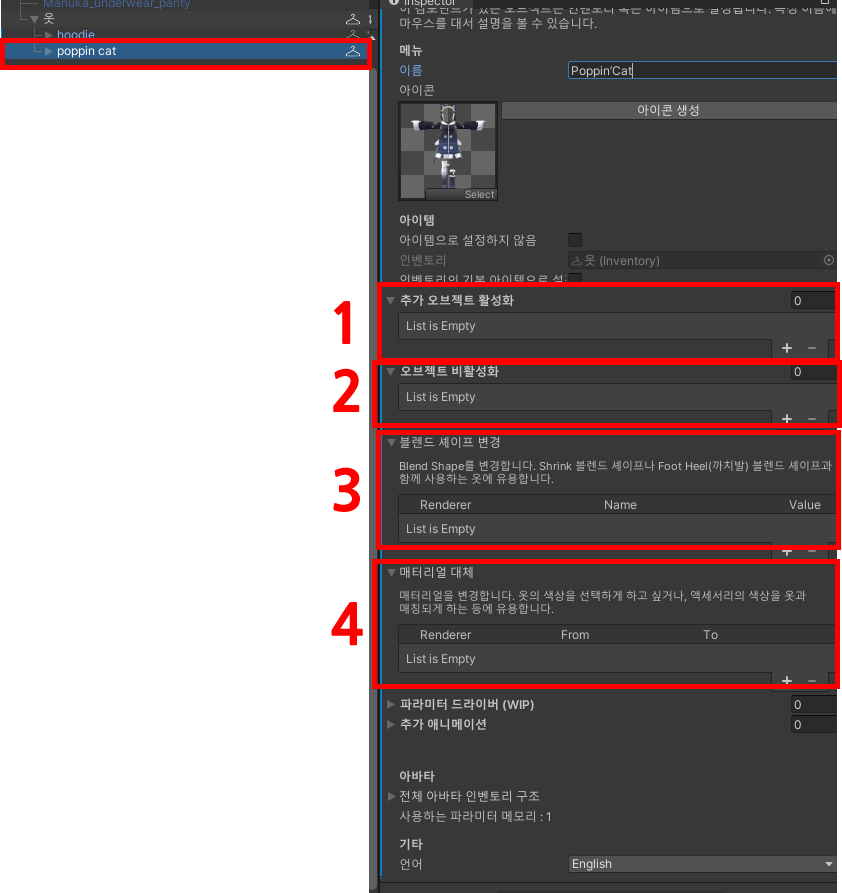 Manuka_underwear_panty
옷
hoodie
poppin cat
Inspector
마우스를 대서 설명을 볼 수 있습니다.
메뉴
이름
Poppin'Cat
아이콘
아이콘 생성
Select
아이템
아이템으로 설정하지 않음
인벤토리
옷 (Inventory)
인벤토리의 기본 아이템으로
1
추가 오브젝트 활성화
0
List is Empty
+ −
2
오브젝트 비활성화
0
List is Empty
+ −
3
블렌드 셰이프 변경
Blend Shape를 변경합니다. Shrink 블렌드 셰이프나 Foot Heel(까치발) 블렌드 셰이프과
함께 사용하는 옷에 유용합니다.
Renderer Name Value
List is Empty
+ −
4
매터리얼 대체
매터리얼을 변경합니다. 옷의 색상을 선택하게 하고 싶거나, 액세서리의 색상을 옷과
매칭되게 하는 등에 유용합니다.
Renderer From To
List is Empty
+ −
파라미터 드라이버 (WIP)
0
추가 애니메이션
0
아바타
전체 아바타 인벤토리 구조
사용하는 파라미터 메모리 : 1
기타
언어
English